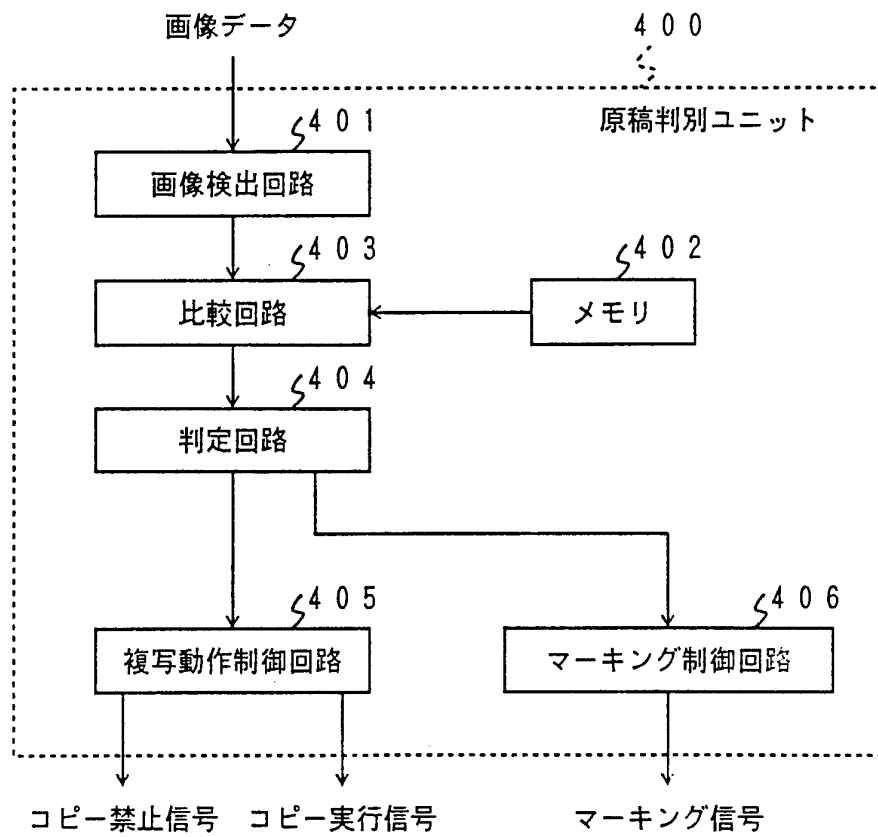 画像データ
４００
原稿判別ユニット
４０１
画像検出回路
４０３
４０２
比較回路
メモリ
４０４
判定回路
４０５
４０６
複写動作制御回路
マーキング制御回路
コピー禁止信号
コピー実行信号
マーキング信号